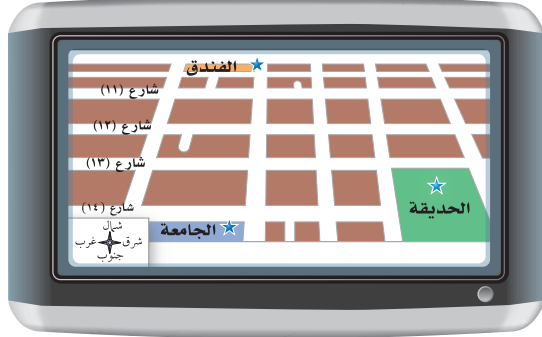 الفندق
شارع (١١)
شارع (١٢)
شارع (١٣)
الحديقة
شارع (١٤)
الجامعة
شمال
شرق
غرب
جنوب